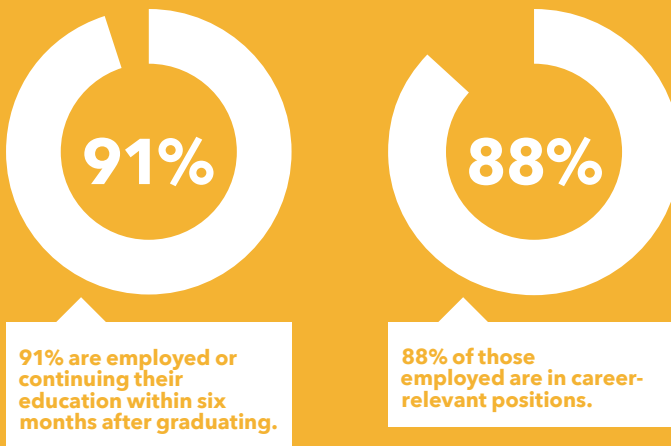 91%
88%
91% are employed or
continuing their
education within six
months after graduating.
88% of those
employed are in career-
relevant positions.